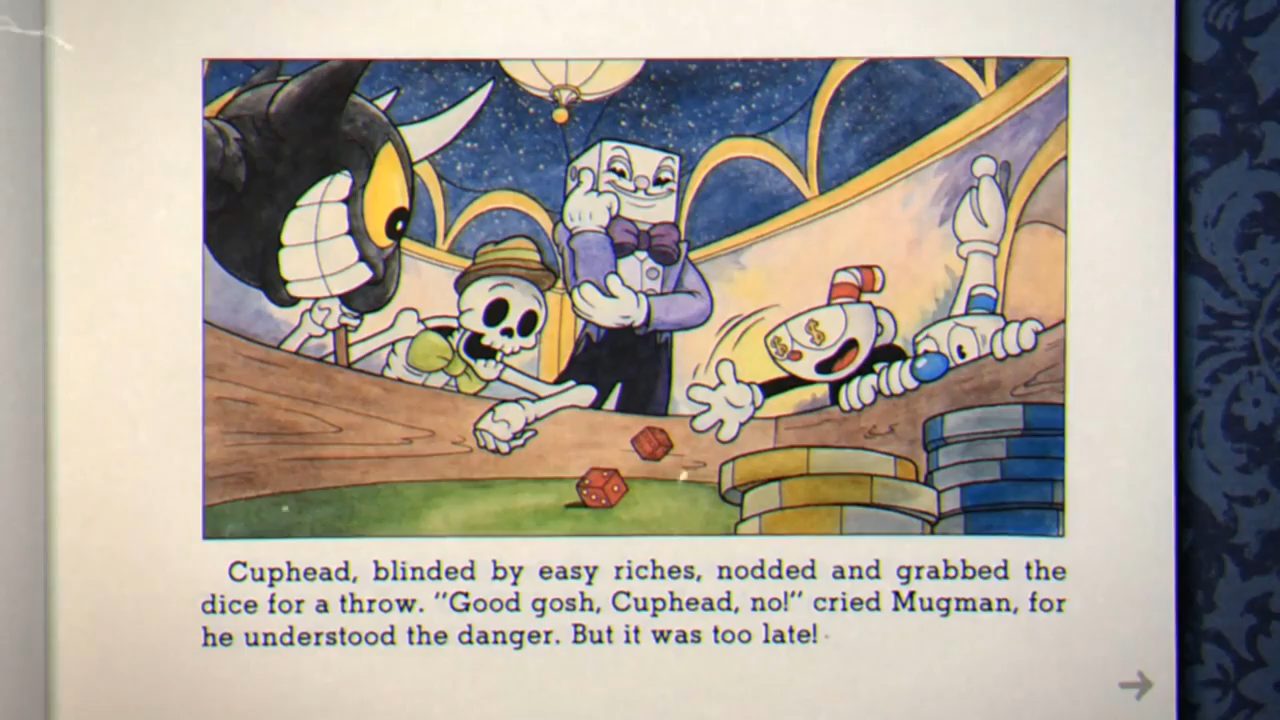 Cuphead, blinded by easy riches, nodded and grabbed the
dice for a throw. "Good gosh, Cuphead, no!" cried Mugman, for
he understood the danger. But it was too late!